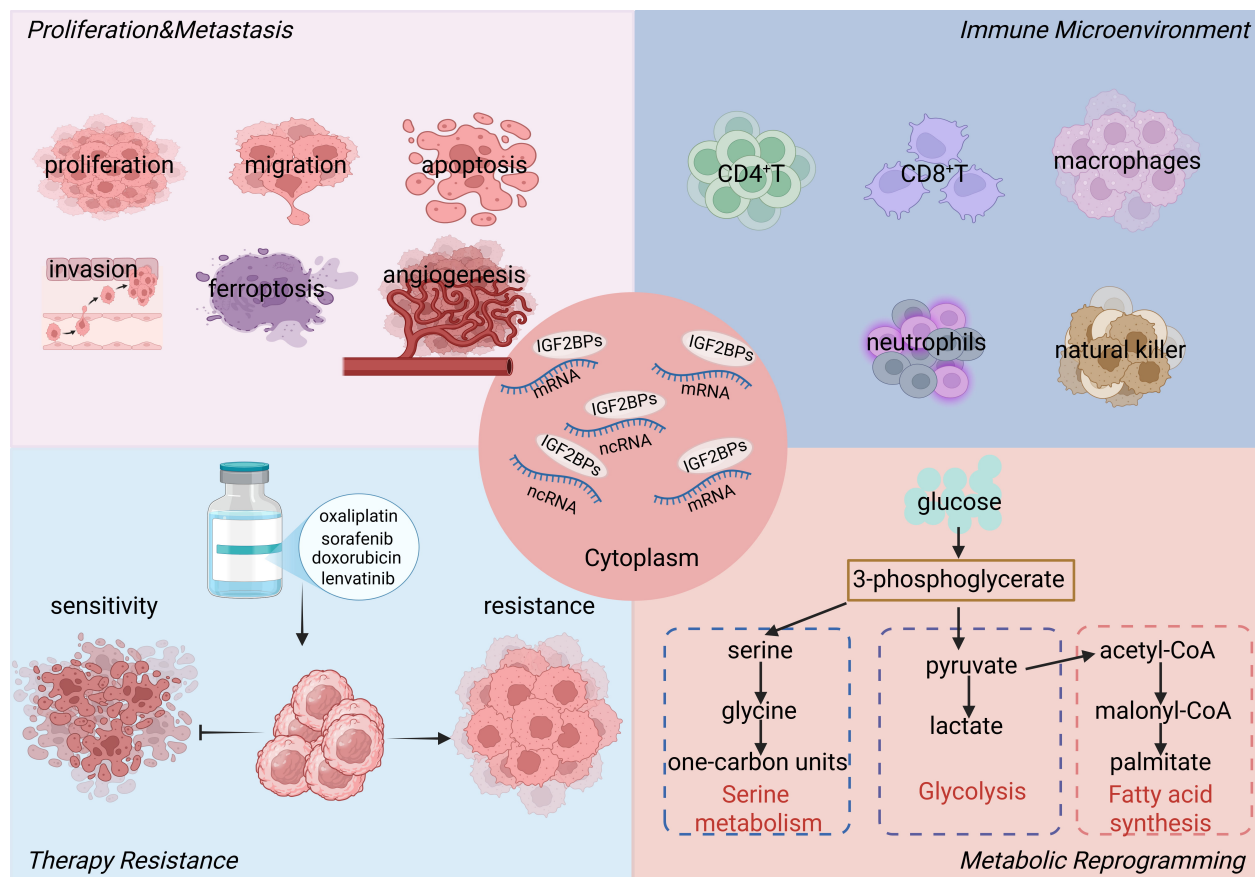 Proliferation&Metastasis
proliferation
migration
apoptosis
invasion
ferroptosis
angiogenesis
Immune Microenvironment
CD4⁺T
CD8⁺T
macrophages
neutrophils
natural killer
IGF2BPs
mRNA
IGF2BPs
mRNA
IGF2BPs
ncRNA
IGF2BPs
ncRNA
IGF2BPs
mRNA
Cytoplasm
oxaliplatin
sorafenib
doxorubicin
lenvatinib
sensitivity
resistance
Therapy Resistance
glucose
3-phosphoglycerate
serine
glycine
one-carbon units
Serine
metabolism
pyruvate
lactate
Glycolysis
acetyl-CoA
malonyl-CoA
palmitate
Fatty acid
synthesis
Metabolic Reprogramming